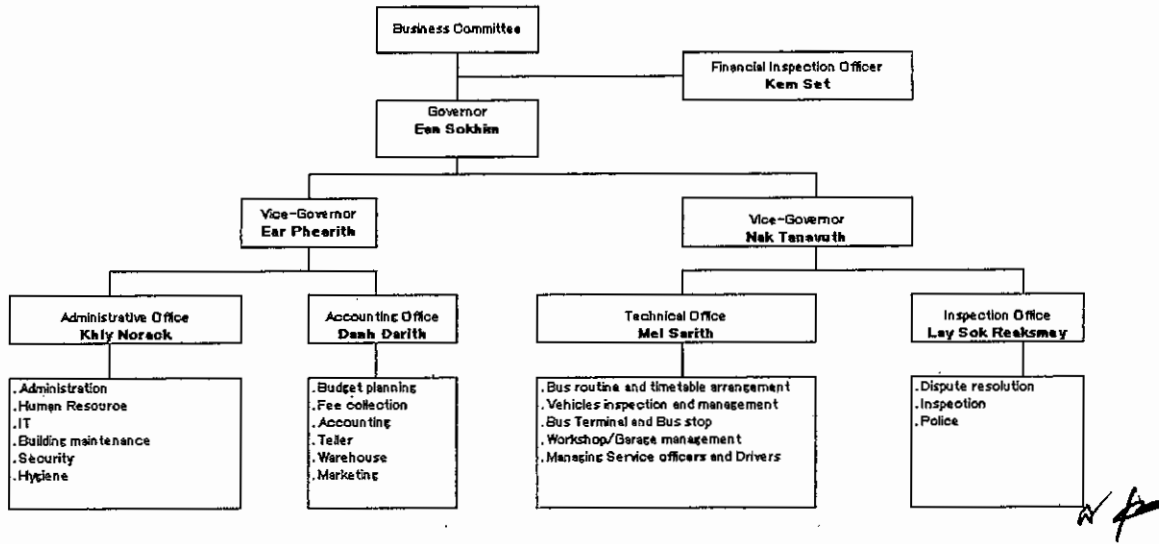 Business Committee
Financial Inspection Officer
Kem Set
Governor
Ean Sokhim
Vice-Governor
Ear Phearith
Vice-Governor
Nak Tanavuth
Administrative Office
Khly Norack
Accounting Office
Danh Darith
Technical Office
Mel Sarith
Inspection Office
Lay Sok Reaksmay
.Administration
.Human Resource
.IT
.Building maintenance
.Security
.Hygiene
.Budget planning
.Fee collection
.Accounting
.Teller
.Warehouse
.Marketing
.Bus routine and timetable arrangement
.Vehicles inspection and management
.Bus Terminal and Bus stop
.Workshop/Garage management
.Managing Service officers and Drivers
.Dispute resolution
.Inspection
.Police